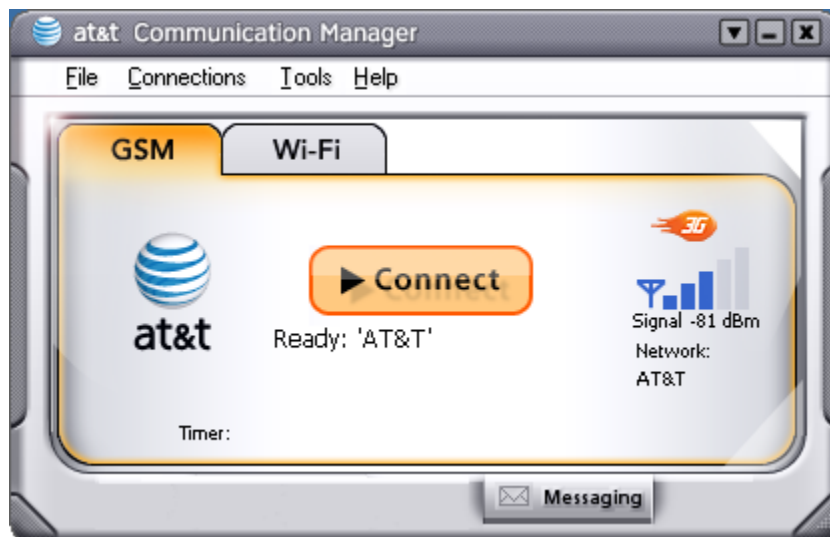 at&t Communication Manager
File Connections Tools Help
GSM Wi-Fi
3G
Connect
at&t
Ready: 'AT&T'
Signal -81 dBm
Network:
AT&T
Timer:
Messaging